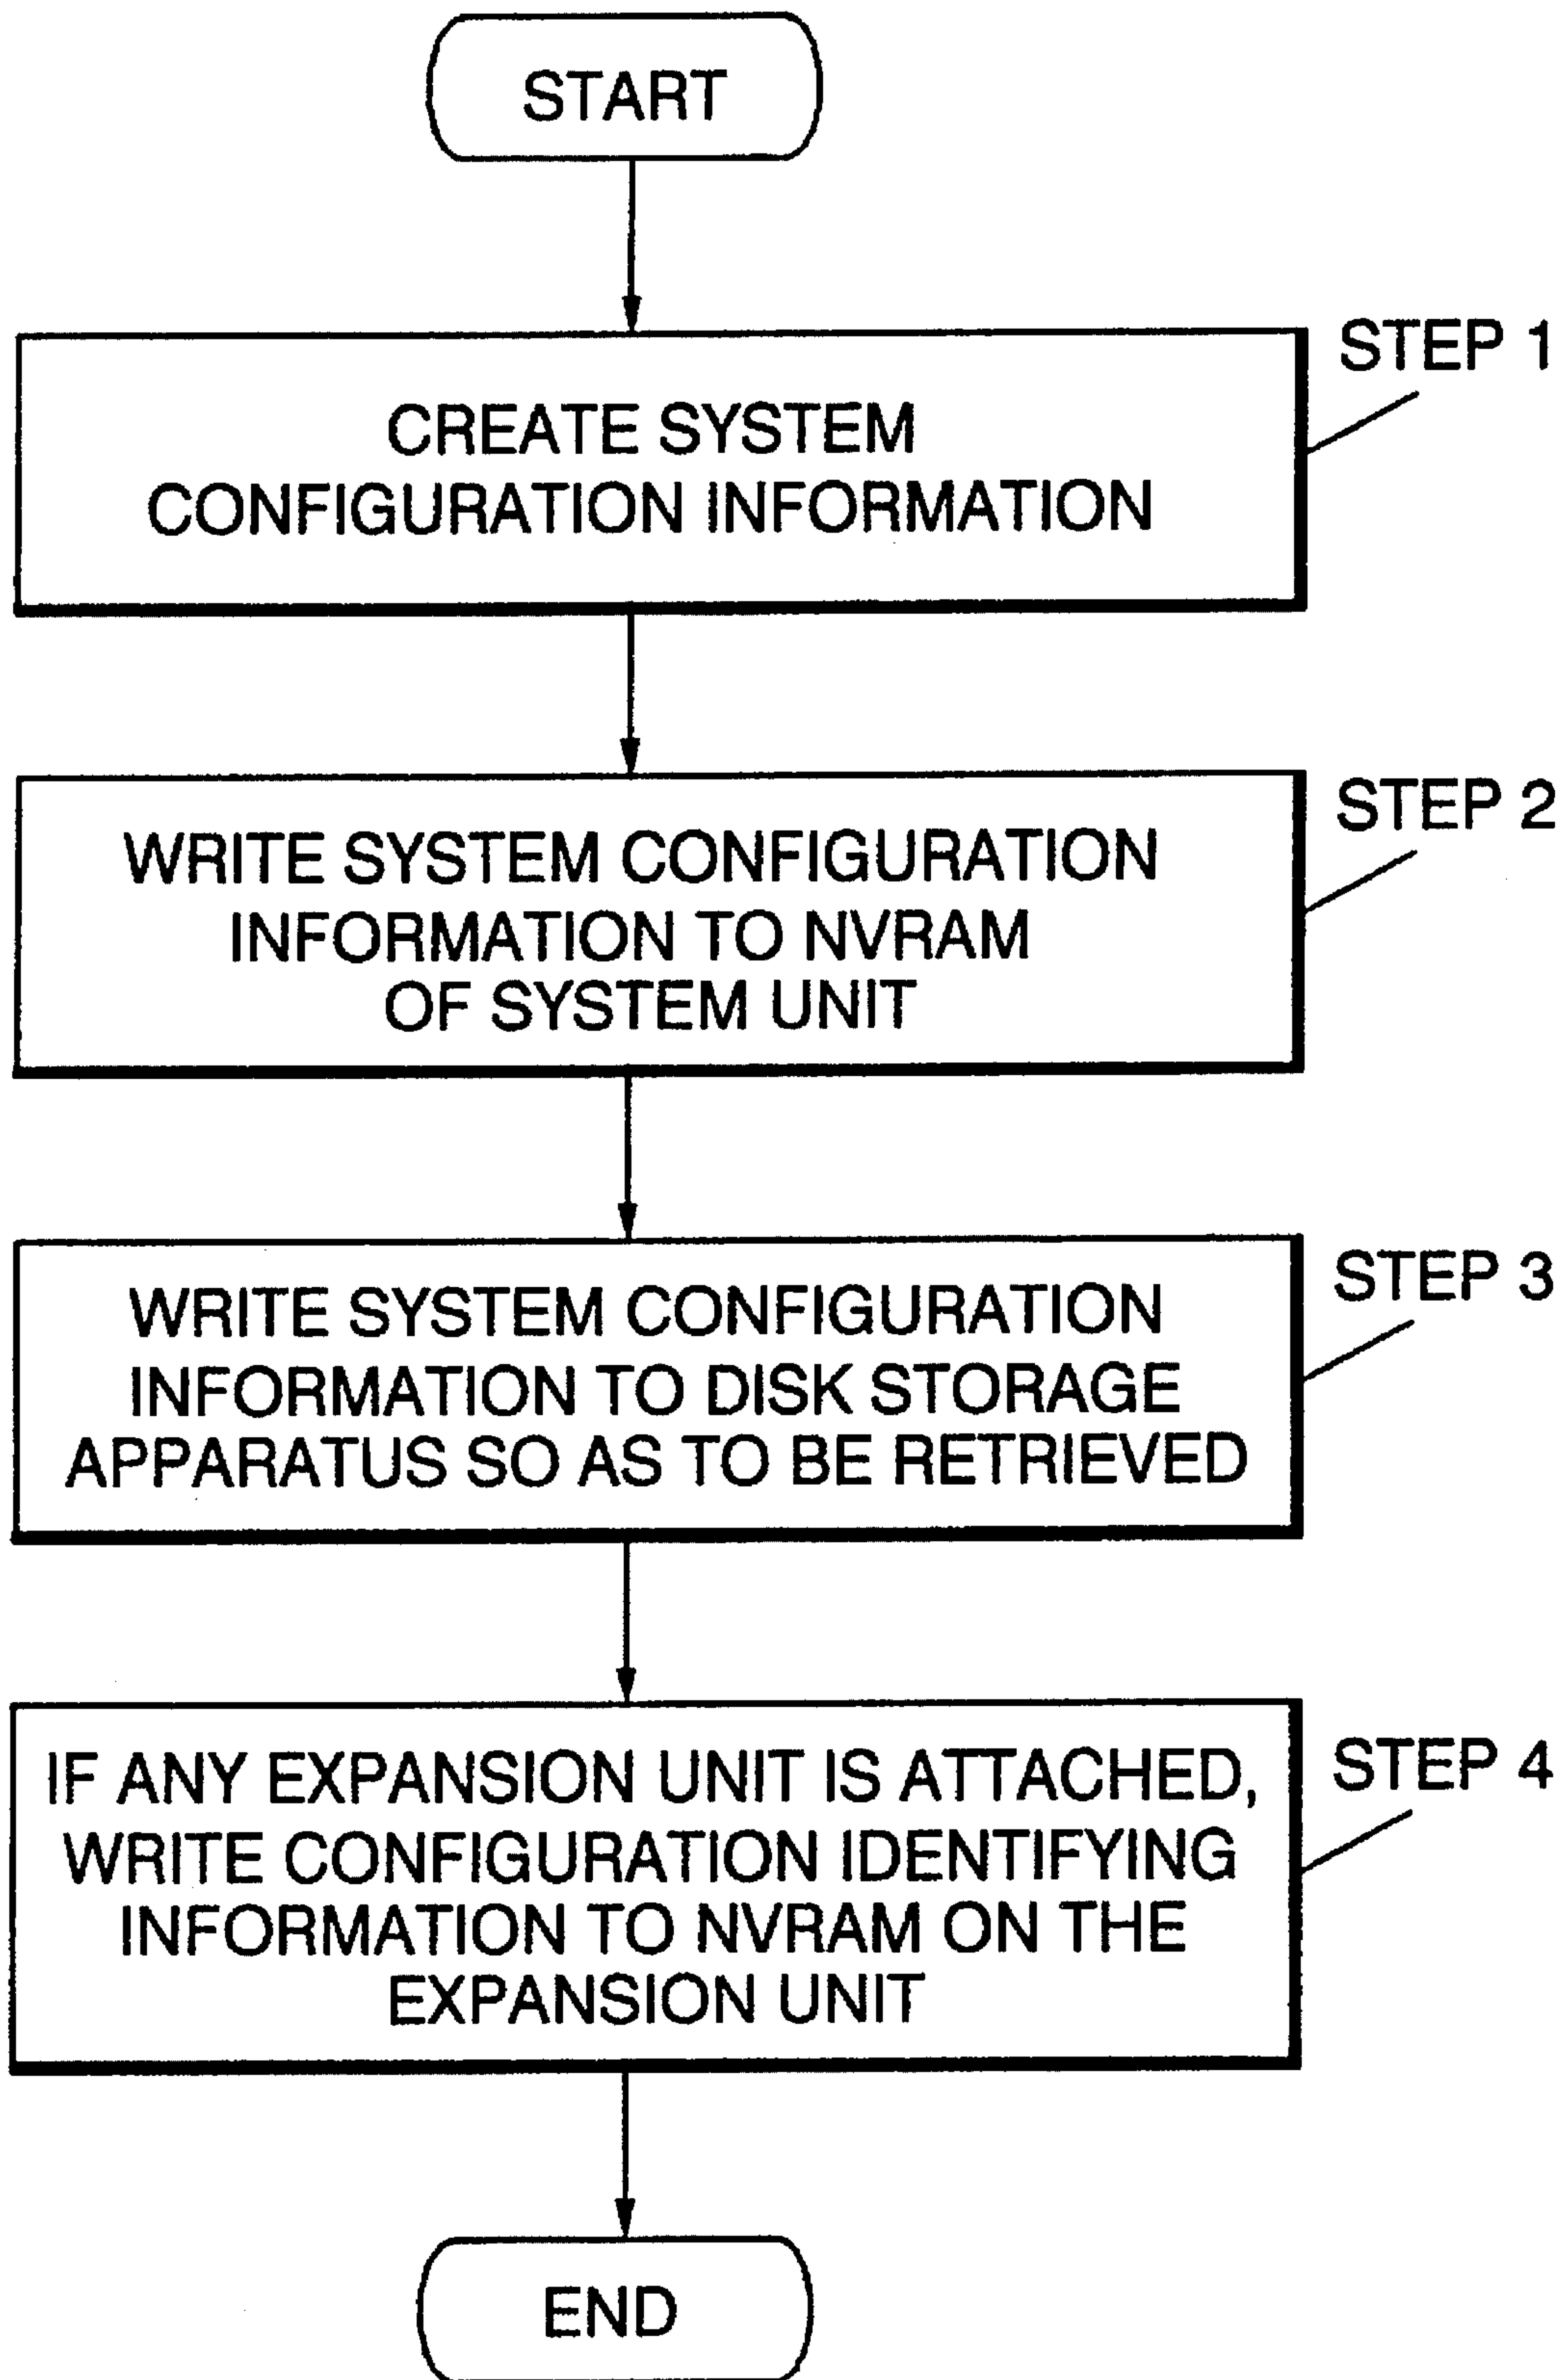 START
STEP 1
CREATE SYSTEM
CONFIGURATION INFORMATION
STEP 2
WRITE SYSTEM CONFIGURATION
INFORMATION TO NVRAM
OF SYSTEM UNIT
STEP 3
WRITE SYSTEM CONFIGURATION
INFORMATION TO DISK STORAGE
APPARATUS SO AS TO BE RETRIEVED
STEP 4
IF ANY EXPANSION UNIT IS ATTACHED,
WRITE CONFIGURATION IDENTIFYING
INFORMATION TO NVRAM ON THE
EXPANSION UNIT
END